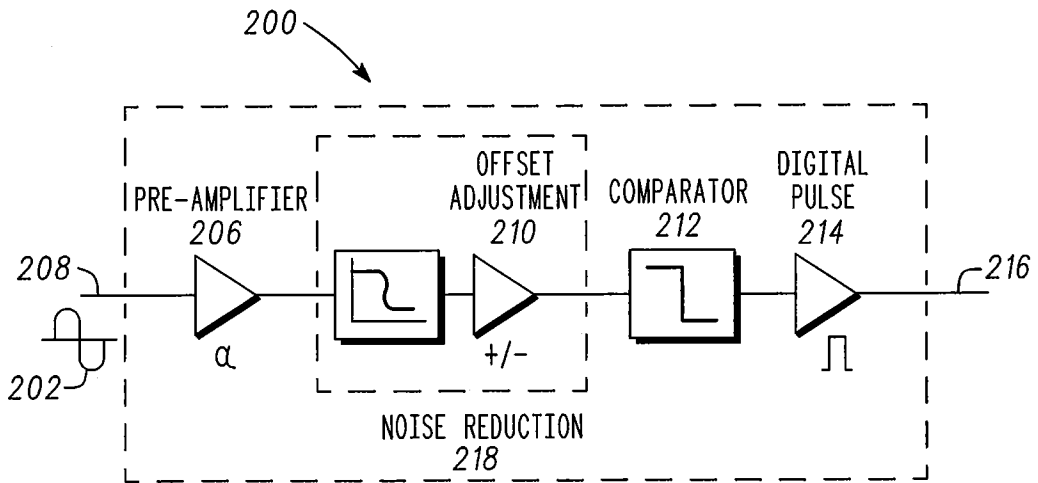 200
OFFSET
ADJUSTMENT
210
DIGITAL
PULSE
214
PRE-AMPLIFIER
206
COMPARATOR
212
208
216
α
+/-
202
NOISE REDUCTION
218